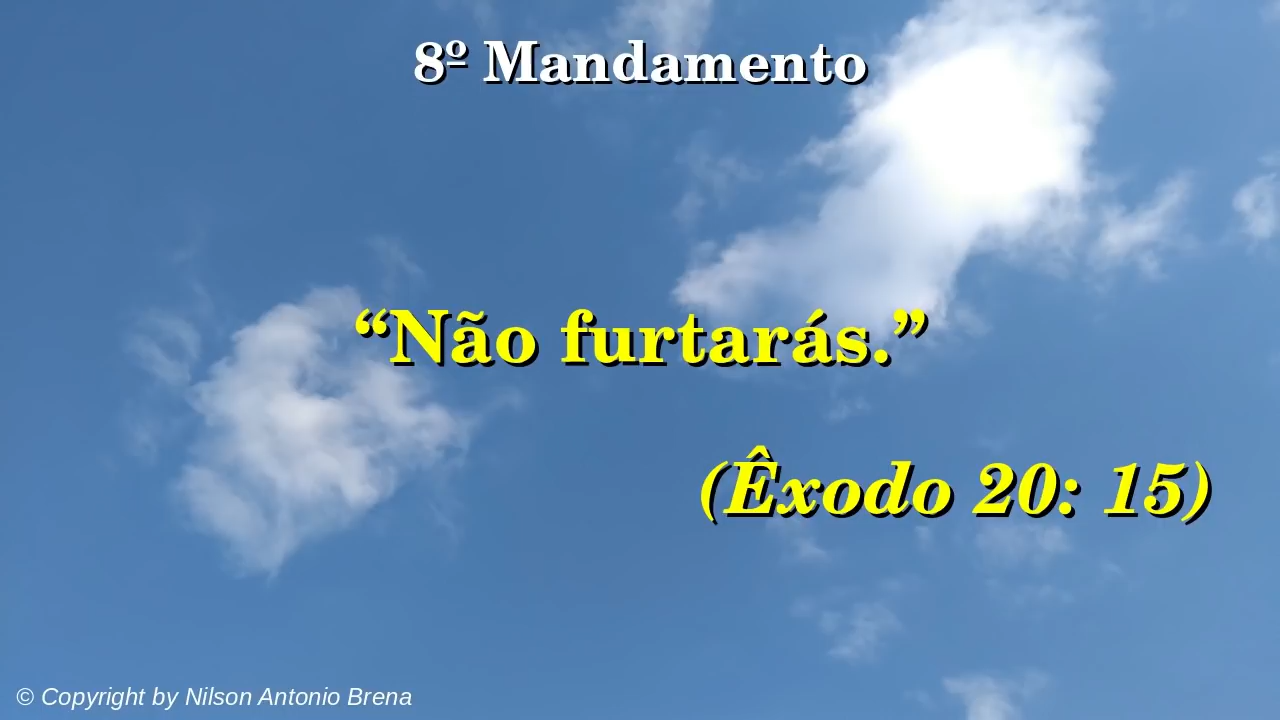 8º Mandamento
“Não furtarás.”
(Êxodo 20: 15)
© Copyright by Nilson Antonio Brena